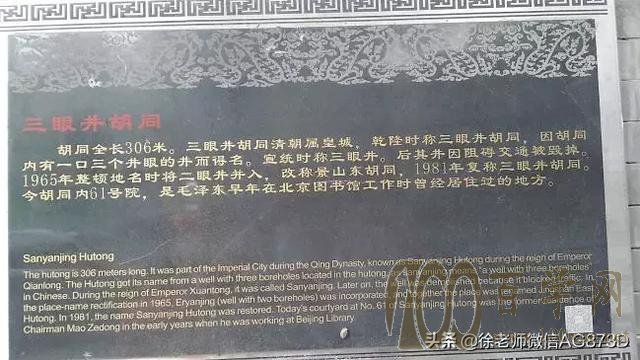 三眼井胡同
胡同全长306米。三眼井胡同清朝属皇城，乾隆时称三眼井胡同，因胡同
内有一口三个井眼的井而得名。宣统时称三眼井。后其井因阻碍交通被毁掉。
1965年整顿地名时将二眼井并入，改称景山东胡同，1981年复称三眼井胡同。
今胡同内61号院，是毛泽东早年在北京图书馆工作时曾经居住过的地方。
Sanyanjing Hutong
The hutong is 306 meters long. It was part of the Imperial City during the Qing Dynasty, known as Sanyanjing Hutong during the reign of Emperor
Qianlong. The Hutong got its name from a well with three boreholes located in the hutong. "a well with three boreholes"
in Chinese. During the reign of Emperor Xuantong, it was called Sanyanjing. Later on, the well because it blocked traffic. In
the place-name rectification in 1965, Eryanjing (well with two boreholes) was incorporated East
Hutong. In 1981, the name Sanyanjing Hutong was restored. Today's courtyard at No. 61 of Sanyanjing Hutong was the former residence of
Chairman Mao Zedong in the early years when he was working at Beijing Library.
头条@徐老师微信AG873D